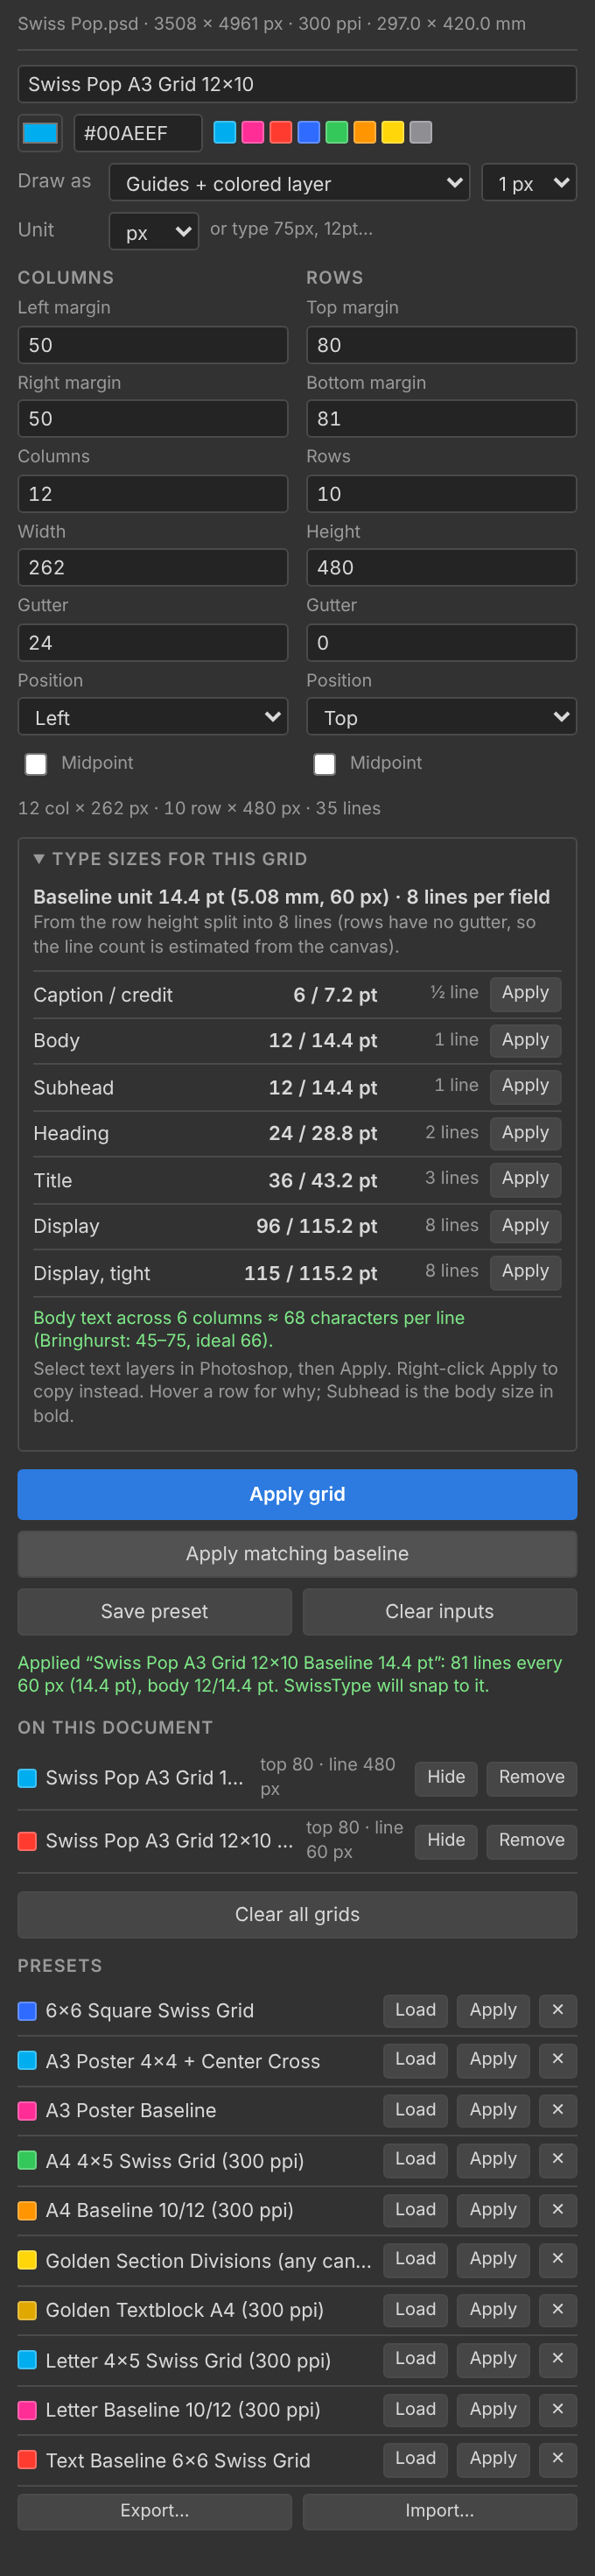 Swiss Pop.psd · 3508 × 4961 px · 300 ppi · 297.0 × 420.0 mm
Swiss Pop A3 Grid 12×10
#00AEEF
Draw as Guides + colored layer 1 px
Unit px or type 75px, 12pt...
COLUMNS ROWS
Left margin Top margin
50 80
Right margin Bottom margin
50 81
Columns Rows
12 10
Width Height
262 480
Gutter Gutter
24 0
Position Position
Left Top
Midpoint Midpoint
12 col × 262 px · 10 row × 480 px · 35 lines
▼ TYPE SIZES FOR THIS GRID
Baseline unit 14.4 pt (5.08 mm, 60 px) · 8 lines per field
From the row height split into 8 lines (rows have no gutter, so
the line count is estimated from the canvas).
Caption / credit 6 / 7.2 pt ½ line Apply
Body 12 / 14.4 pt 1 line Apply
Subhead 12 / 14.4 pt 1 line Apply
Heading 24 / 28.8 pt 2 lines Apply
Title 36 / 43.2 pt 3 lines Apply
Display 96 / 115.2 pt 8 lines Apply
Display, tight 115 / 115.2 pt 8 lines Apply
Body text across 6 columns ≈ 68 characters per line
(Bringhurst: 45–75, ideal 66).
Select text layers in Photoshop, then Apply. Right-click Apply to
copy instead. Hover a row for why; Subhead is the body size in
bold.
Apply grid
Apply matching baseline
Save preset Clear inputs
Applied “Swiss Pop A3 Grid 12×10 Baseline 14.4 pt”: 81 lines every
60 px (14.4 pt), body 12/14.4 pt. SwissType will snap to it.
ON THIS DOCUMENT
Swiss Pop A3 Grid 1... top 80 · line 480 px Hide Remove
Swiss Pop A3 Grid 12×10 ... top 80 · line 60 px Hide Remove
Clear all grids
PRESETS
6×6 Square Swiss Grid Load Apply ✕
A3 Poster 4×4 + Center Cross Load Apply ✕
A3 Poster Baseline Load Apply ✕
A4 4×5 Swiss Grid (300 ppi) Load Apply ✕
A4 Baseline 10/12 (300 ppi) Load Apply ✕
Golden Section Divisions (any can... Load Apply ✕
Golden Textblock A4 (300 ppi) Load Apply ✕
Letter 4×5 Swiss Grid (300 ppi) Load Apply ✕
Letter Baseline 10/12 (300 ppi) Load Apply ✕
Text Baseline 6×6 Swiss Grid Load Apply ✕
Export... Import...